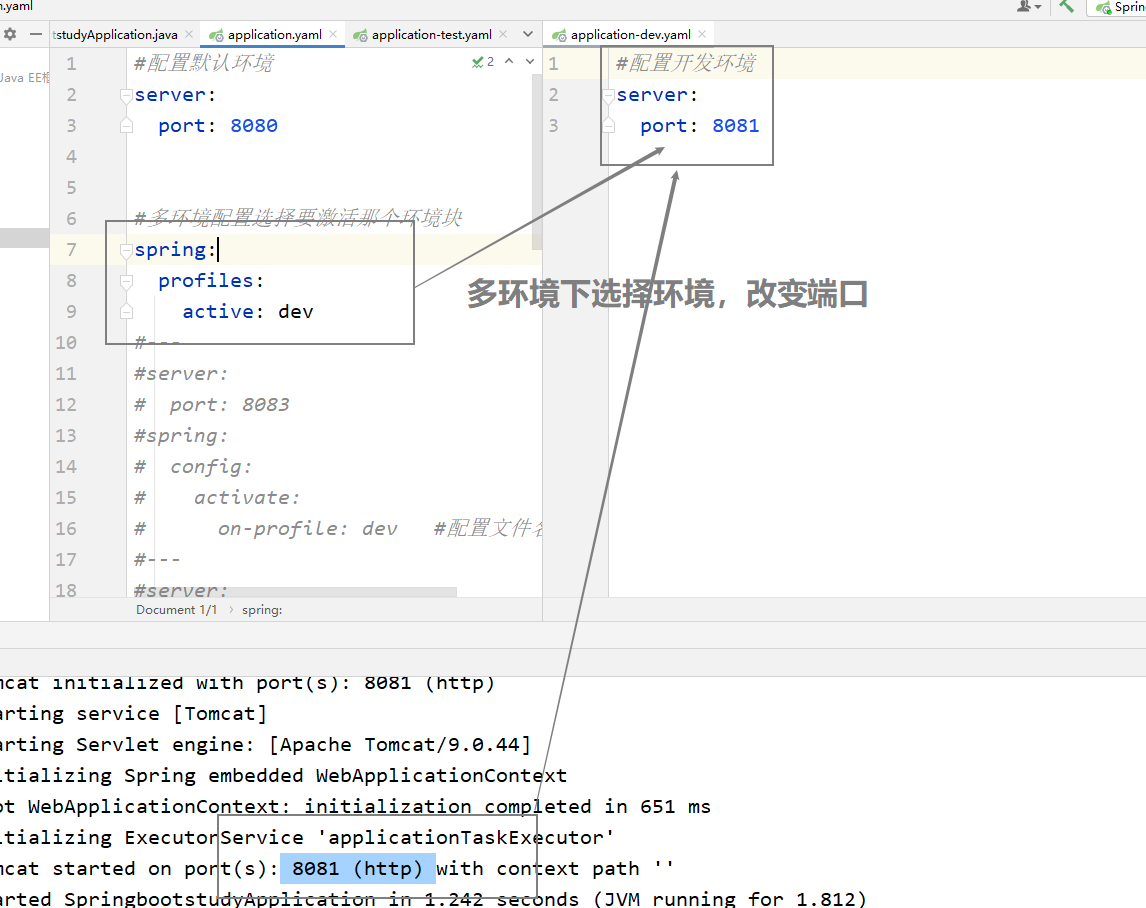 n.yaml
Sprin
tstudyApplication.java
application.yaml
application-test.yaml
application-dev.yaml
Java EE框
1 #配置默认环境
2 server:
3 port: 8080
4
5
6 #多环境配置选择要激活那个环境块
7 spring:
8 profiles:
9 active: dev
10 #---
11 #server:
12 # port: 8083
13 #spring:
14 # config:
15 # activate:
16 # on-profile: dev #配置文件名
17 #---
18 #server:
2
1 #配置开发环境
2 server:
3 port: 8081
多环境下选择环境，改变端口
Document 1/1 › spring:
mcat initialized with port(s): 8081 (http)
arting service [Tomcat]
arting Servlet engine: [Apache Tomcat/9.0.44]
itializing Spring embedded WebApplicationContext
ot WebApplicationContext: initialization completed in 651 ms
itializing ExecutorService 'applicationTaskExecutor'
mcat started on port(s): 8081 (http) with context path ''
arted SpringbootstudyApplication in 1.242 seconds (JVM running for 1.812)